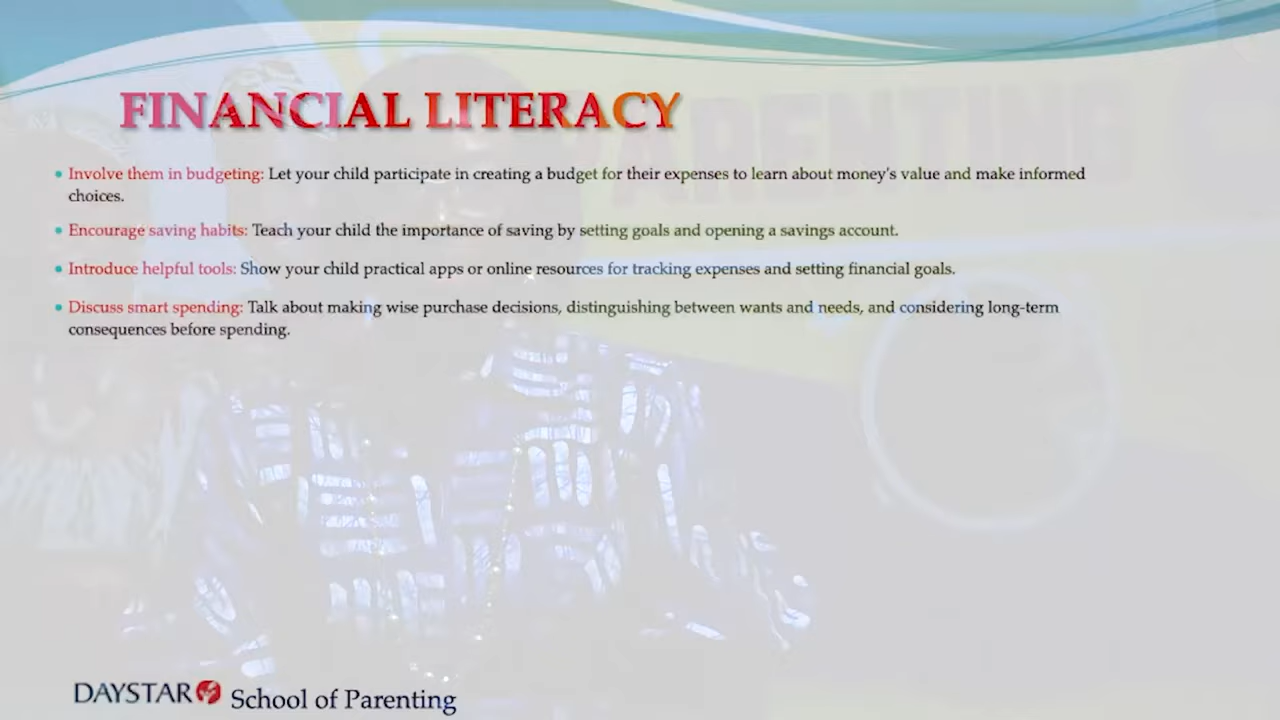 FINANCIAL LITERACY
PARENTING
• Involve them in budgeting: Let your child participate in creating a budget for their expenses to learn about money's value and make informed
choices.
• Encourage saving habits: Teach your child the importance of saving by setting goals and opening a savings account.
• Introduce helpful tools: Show your child practical apps or online resources for tracking expenses and setting financial goals.
• Discuss smart spending: Talk about making wise purchase decisions, distinguishing between wants and needs, and considering long-term
consequences before spending.
DAYSTAR School of Parenting